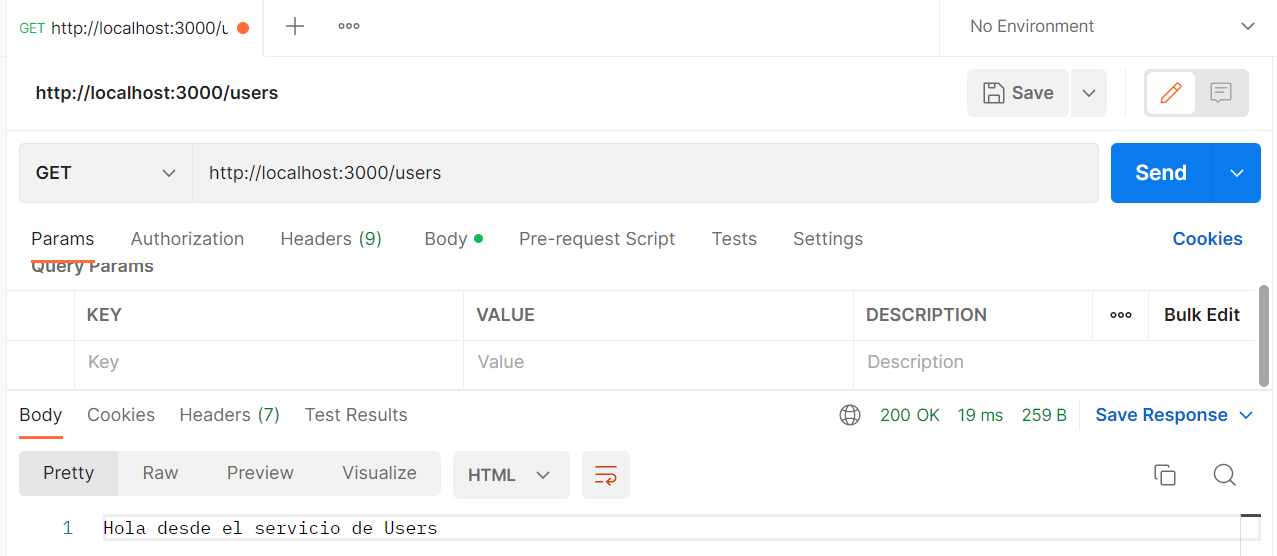 GET http://localhost:3000/u No Environment
http://localhost:3000/users Save
GET http://localhost:3000/users Send
Params Authorization Headers (9) Body Pre-request Script Tests Settings Cookies
Query Params
KEY VALUE DESCRIPTION Bulk Edit
Key Value Description
Body Cookies Headers (7) Test Results 200 OK 19 ms 259 B Save Response
Pretty Raw Preview Visualize HTML
1 Hola desde el servicio de Users